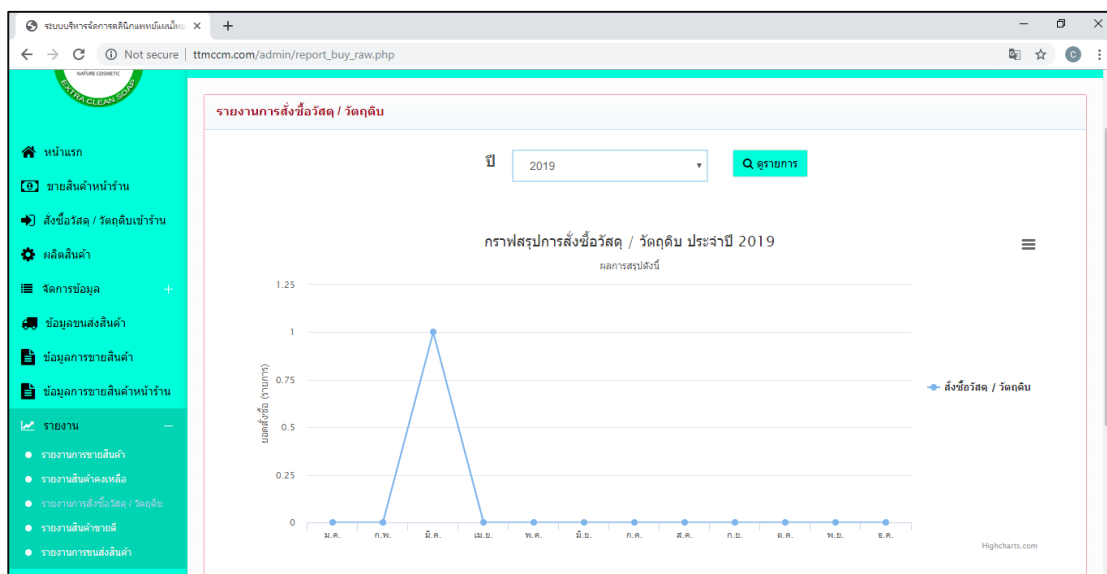 ระบบบริหารจัดการคลินิกแพทย์แผนไทย
Not secure | ttmccm.com/admin/report_buy_raw.php
C
NATURE COSMETIC
EXTRA CLEAN SOAP
รายงานการสั่งซื้อวัสดุ / วัตถุดิบ
หน้าแรก
ขายสินค้าหน้าร้าน
สั่งซื้อวัสดุ / วัตถุดิบเข้าร้าน
ผลิตสินค้า
จัดการข้อมูล
ข้อมูลขนส่งสินค้า
ข้อมูลการขายสินค้า
ข้อมูลการขายสินค้าหน้าร้าน
รายงาน
รายงานการขายสินค้า
รายงานสินค้าคงเหลือ
รายงานการสั่งซื้อวัสดุ / วัตถุดิบ
รายงานสินค้าขายดี
รายงานการขนส่งสินค้า
ปี 2019 ดูรายการ
กราฟสรุปการสั่งซื้อวัสดุ / วัตถุดิบ ประจำปี 2019
ผลการสรุปดังนี้
ยอดสั่งซื้อ (รายการ)
1.25
1
0.75
0.5
0.25
0
ม.ค. ก.พ. มี.ค. เม.ย. พ.ค. มิ.ย. ก.ค. ส.ค. ก.ย. ต.ค. พ.ย. ธ.ค.
สั่งซื้อวัสดุ / วัตถุดิบ
Highcharts.com